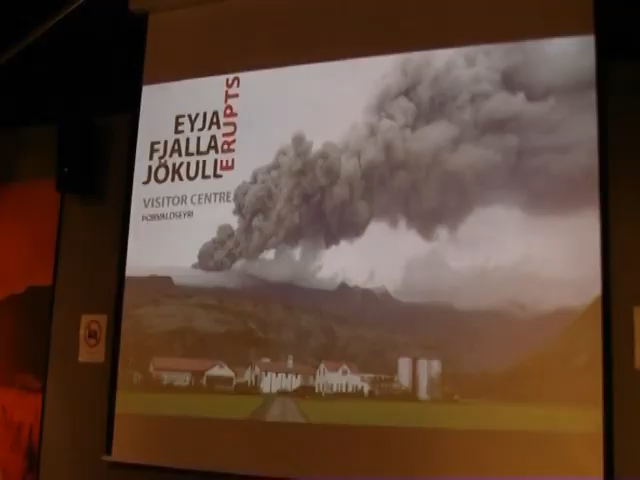 EYJA
FJALLA
JÖKULL
ERUPTS
VISITOR CENTRE
ÞORVALDSEYRI